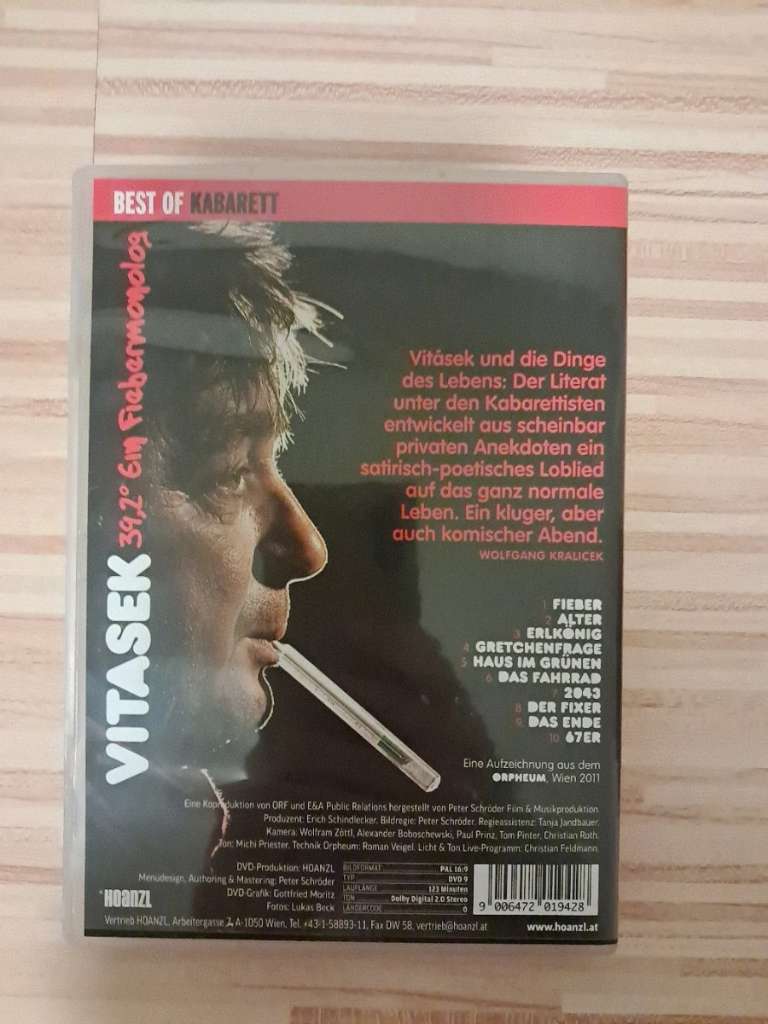 BEST OF KABARETT
VITASEK 39,2° Ein Fiebermonolog
Vitásek und die Dinge
des Lebens: Der Literat
unter den Kabarettisten
entwickelt aus scheinbar
privaten Anekdoten ein
satirisch-poetisches Loblied
auf das ganz normale
Leben. Ein kluger, aber
auch komischer Abend.
WOLFGANG KRALICEK
1 FIEBER
2 ALTER
3 ERLKÖNIG
4 GRETCHENFRAGE
5 HAUS IM GRÜNEN
6 DAS FAHRRAD
7 2043
8 DER FIXER
9 DAS ENDE
10 67ER
Eine Aufzeichnung aus dem
ORPHEUM, Wien 2011
Eine Koproduktion von ORF und E&A Public Relations hergestellt von Peter Schröder Film & Musikproduktion.
Produzent: Erich Schindlecker. Bildregie: Peter Schröder. Regieassistenz: Tanja Jandbauer.
Kamera: Wolfram Zöttl, Alexander Boboschewski, Paul Prinz, Tom Pinter, Christian Roth.
Ton: Michi Priester. Technik Orpheum: Roman Veigel. Licht & Ton Live-Programm: Christian Feldmann.
DVD-Produktion: HOANZL
Menüdesign, Authoring & Mastering: Peter Schröder
DVD-Grafik: Gottfried Moritz
Fotos: Lukas Beck
BILDFORMAT PAL 16:9
TYP DVD 9
LAUFLÄNGE 123 Minuten
TON Dolby Digital 2.0 Stereo
LÄNDERCODE 0
9 006472 019428
HOANZL
Vertrieb HOANZL, Arbeitergasse 7, A-1050 Wien, Tel. +43-1-58893-11, Fax DW 58, vertrieb@hoanzl.at
www.hoanzl.at